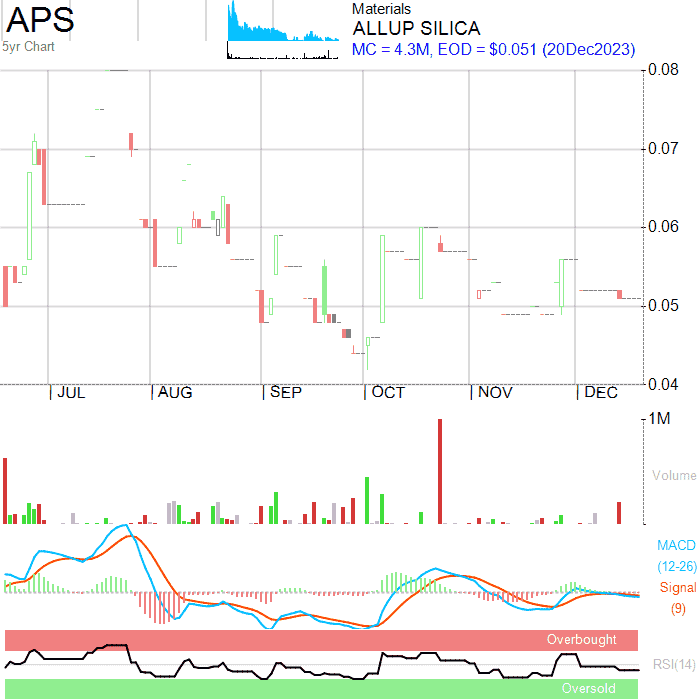 APS
5yr Chart
Materials
ALLUP SILICA
MC = 4.3M, EOD = $0.051 (20Dec2023)
0.08
0.07
0.06
0.05
0.04
JUL
AUG
SEP
OCT
NOV
DEC
1M
Volume
MACD
(12-26)
Signal
(9)
Overbought
RSI(14)
Oversold